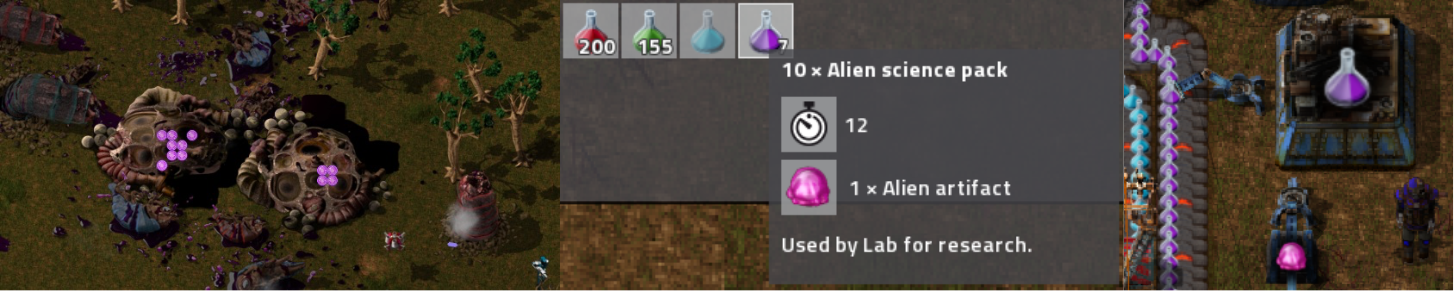 200
155
7
10 × Alien science pack
12
1 × Alien artifact
Used by Lab for research.